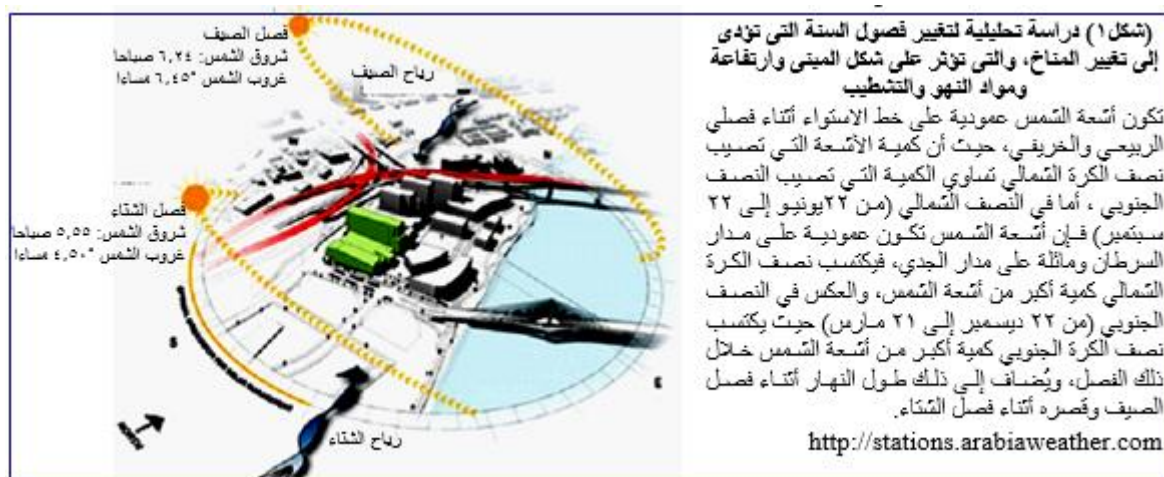 (شكل١) دراسة تحليلية لتغيير فصول السنة التى تؤدى
إلى تغيير المناخ، والتى تؤثر على شكل المبنى وارتفاعة
ومواد النهو والتشطيب
تكون أشعة الشمس عمودية على خط الاستواء أثناء فصلي
الربيعي والخريفي، حيث أن كمية الأشعة التي تصيب
نصف الكرة الشمالي تساوي الكمية التي تصيب النصف
الجنوبي ، أما في النصف الشمالي (من ٢٢يونيو إلى ٢٢
سبتمبر) فإن أشعة الشمس تكون عمودية على مدار
السرطان ومائلة على مدار الجدي، فيكتسب نصف الكرة
الشمالي كمية أكبر من أشعة الشمس، والعكس في النصف
الجنوبي (من ٢٢ ديسمبر إلى ٢١ مارس) حيث يكتسب
نصف الكرة الجنوبي كمية أكبر من أشعة الشمس خلال
ذلك الفصل، ويُضاف إلى ذلك طول النهار أثناء فصل
الصيف وقصره أثناء فصل الشتاء.
http://stations.arabiaweather.com
فصل الصيف
شروق الشمس: ٦,٢٤ صباحا
غروب الشمس °٦,٤٥ مساءا
رياح الصيف
فصل الشتاء
شروق الشمس: ٥,٥٥ صباحا
غروب الشمس °٤,٥٠ مساءا
رياح الشتاء
S
E
NORTH